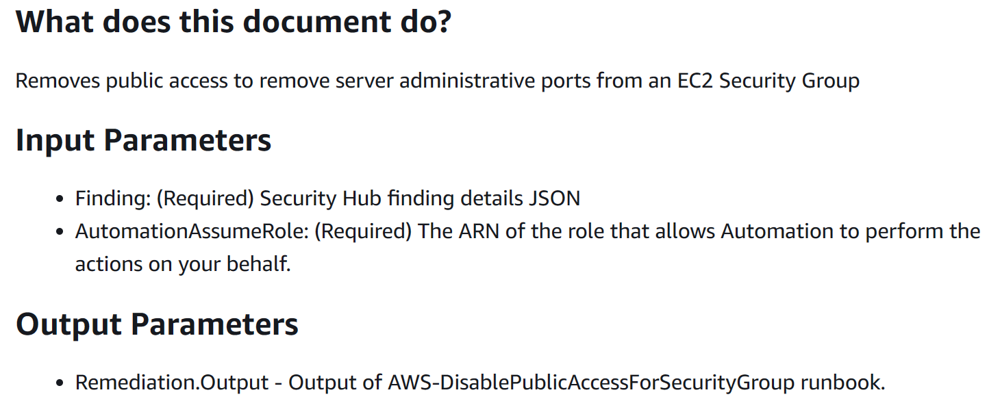 What does this document do?
Removes public access to remove server administrative ports from an EC2 Security Group
Input Parameters
• Finding: (Required) Security Hub finding details JSON
• AutomationAssumeRole: (Required) The ARN of the role that allows Automation to perform the
actions on your behalf.
Output Parameters
• Remediation.Output - Output of AWS-DisablePublicAccessForSecurityGroup runbook.